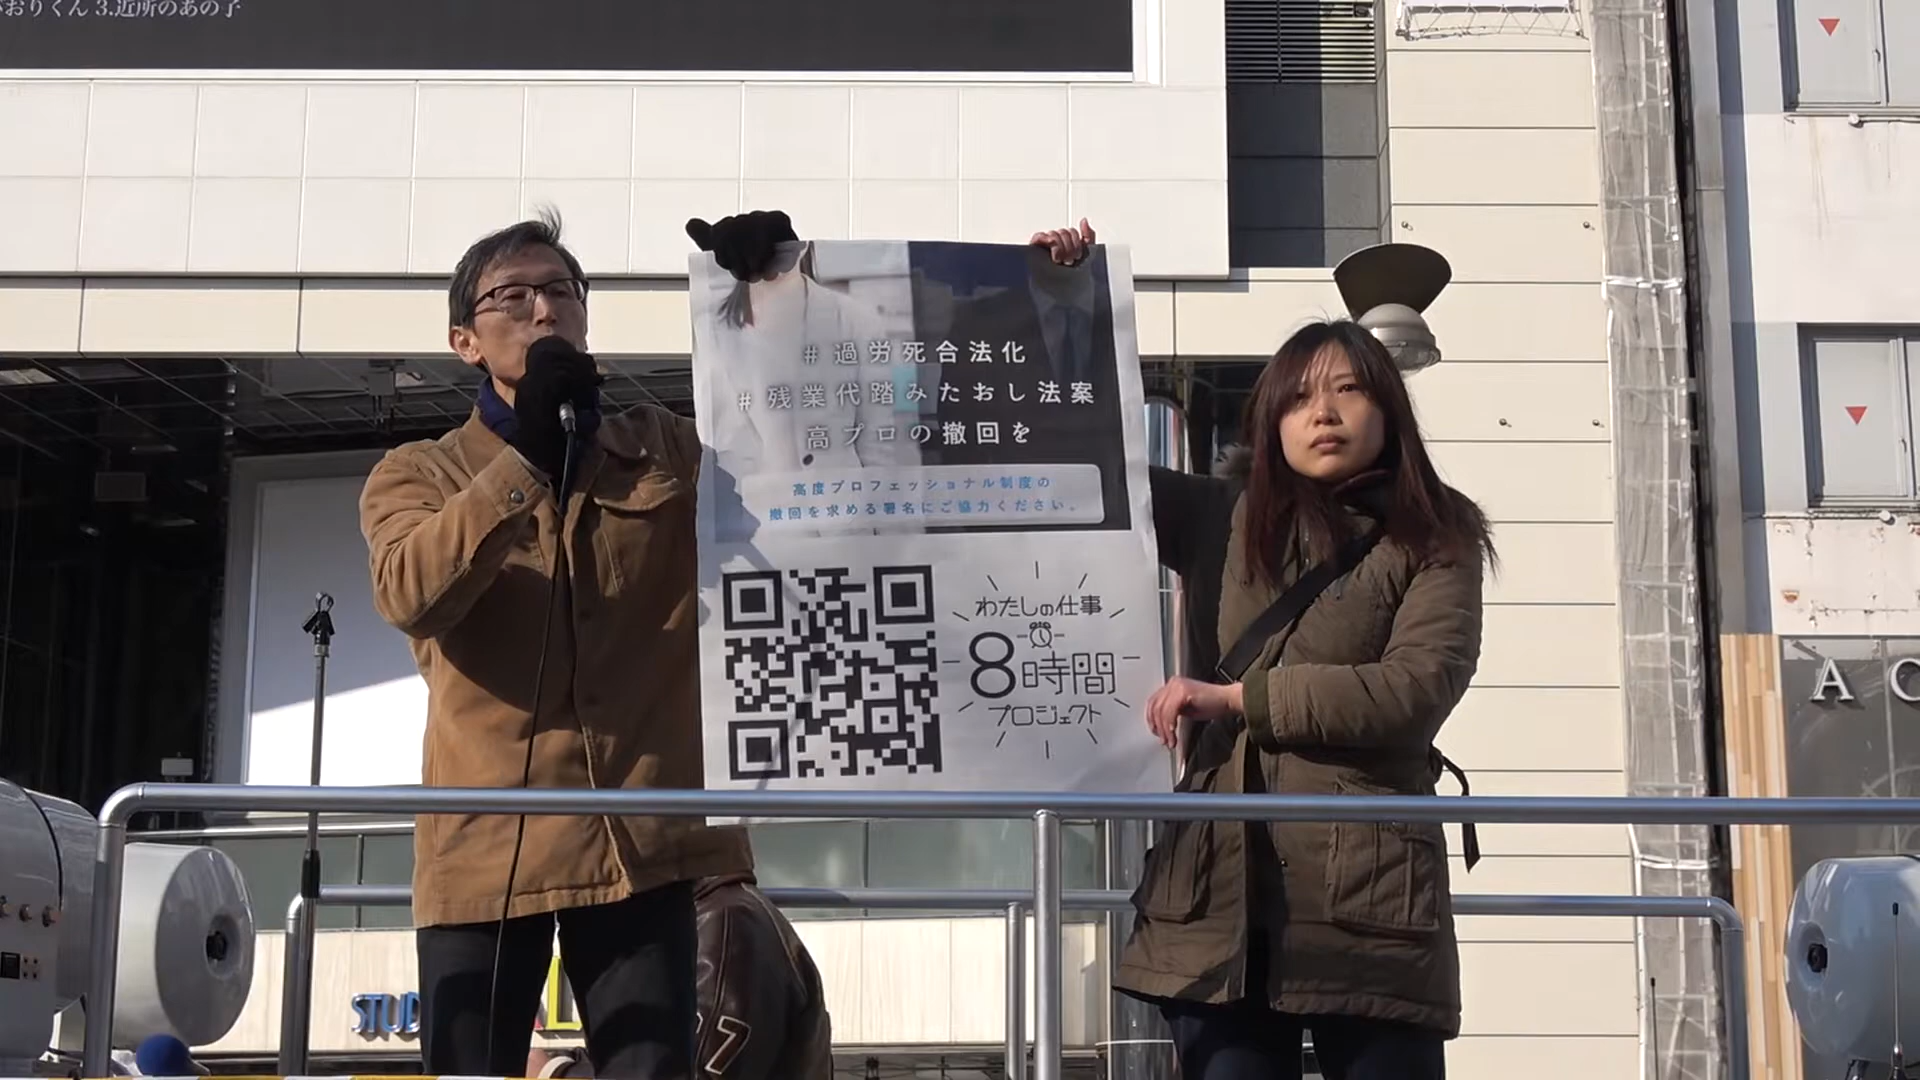 おりくん 3.近所のあの子
#過労死合法化
#残業代踏みたおし法案
高プロの撤回を
高度プロフェッショナル制度の
撤回を求める署名にご協力ください。
わたしの仕事
8時間
プロジェクト
AC
STUD
7